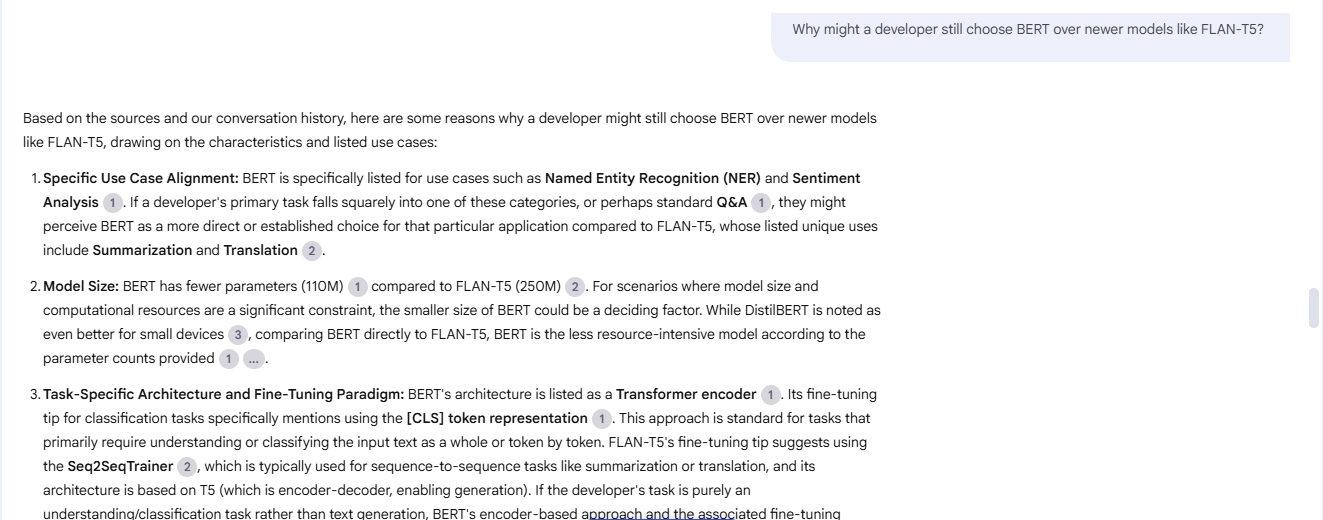 Why might a developer still choose BERT over newer models like FLAN-T5?
Based on the sources and our conversation history, here are some reasons why a developer might still choose BERT over newer models
like FLAN-T5, drawing on the characteristics and listed use cases:
1. Specific Use Case Alignment: BERT is specifically listed for use cases such as Named Entity Recognition (NER) and Sentiment
Analysis 1 . If a developer's primary task falls squarely into one of these categories, or perhaps standard Q&A 1 , they might
perceive BERT as a more direct or established choice for that particular application compared to FLAN-T5, whose listed unique uses
include Summarization and Translation 2 .
2. Model Size: BERT has fewer parameters (110M) 1 compared to FLAN-T5 (250M) 2 . For scenarios where model size and
computational resources are a significant constraint, the smaller size of BERT could be a deciding factor. While DistilBERT is noted as
even better for small devices 3 , comparing BERT directly to FLAN-T5, BERT is the less resource-intensive model according to the
parameter counts provided 1 ... .
3. Task-Specific Architecture and Fine-Tuning Paradigm: BERT's architecture is listed as a Transformer encoder 1 . Its fine-tuning
tip for classification tasks specifically mentions using the [CLS] token representation 1 . This approach is standard for tasks that
primarily require understanding or classifying the input text as a whole or token by token. FLAN-T5's fine-tuning tip suggests using
the Seq2SeqTrainer 2 , which is typically used for sequence-to-sequence tasks like summarization or translation, and its
architecture is based on T5 (which is encoder-decoder, enabling generation). If the developer's task is purely an
understanding/classification task rather than text generation, BERT's encoder-based approach and the associated fine-tuning